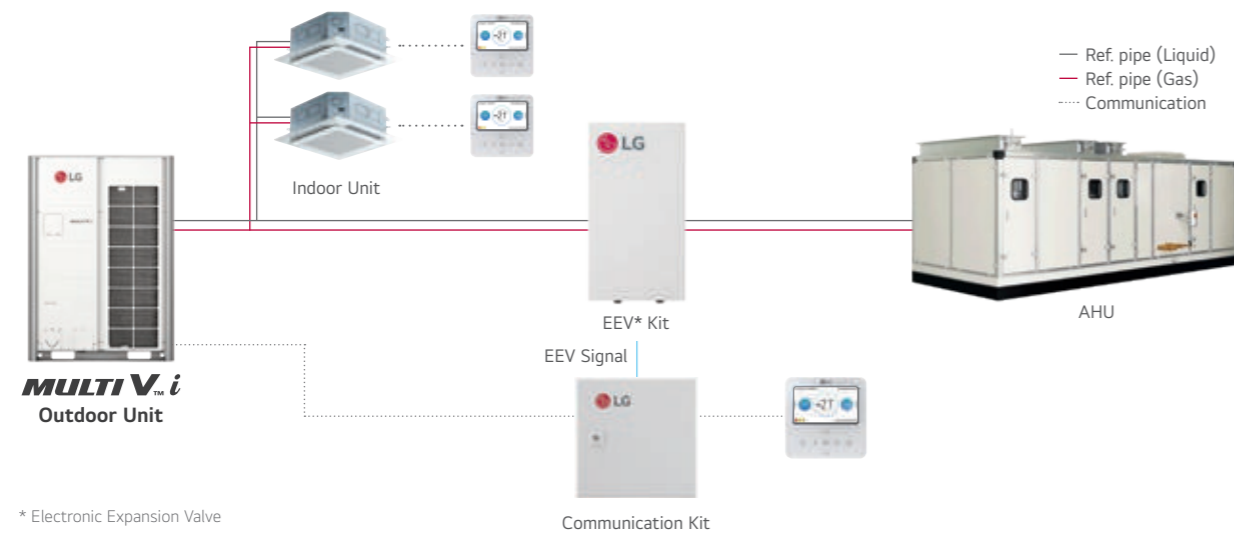 Ref. pipe (Liquid)
Ref. pipe (Gas)
Communication
Indoor Unit
LG
LG
AHU
EEV* Kit
EEV Signal
MULTI V™ i
Outdoor Unit
LG
* Electronic Expansion Valve
Communication Kit